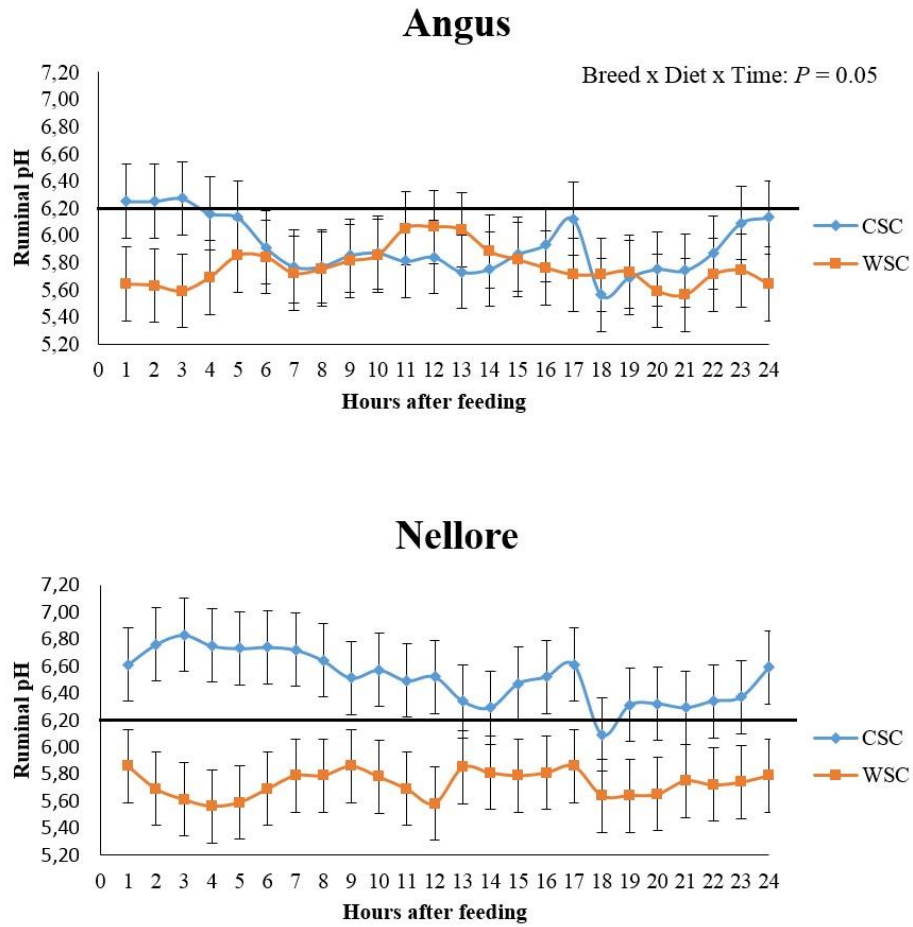 Angus
Breed x Diet x Time: P = 0.05
Ruminal pH
7,20
7,00
6,80
6,60
6,40
6,20
6,00
5,80
5,60
5,40
5,20
0 1 2 3 4 5 6 7 8 9 10 11 12 13 14 15 16 17 18 19 20 21 22 23 24
Hours after feeding
CSC
WSC
Nellore
Ruminal pH
7,20
7,00
6,80
6,60
6,40
6,20
6,00
5,80
5,60
5,40
5,20
0 1 2 3 4 5 6 7 8 9 10 11 12 13 14 15 16 17 18 19 20 21 22 23 24
Hours after feeding
CSC
WSC